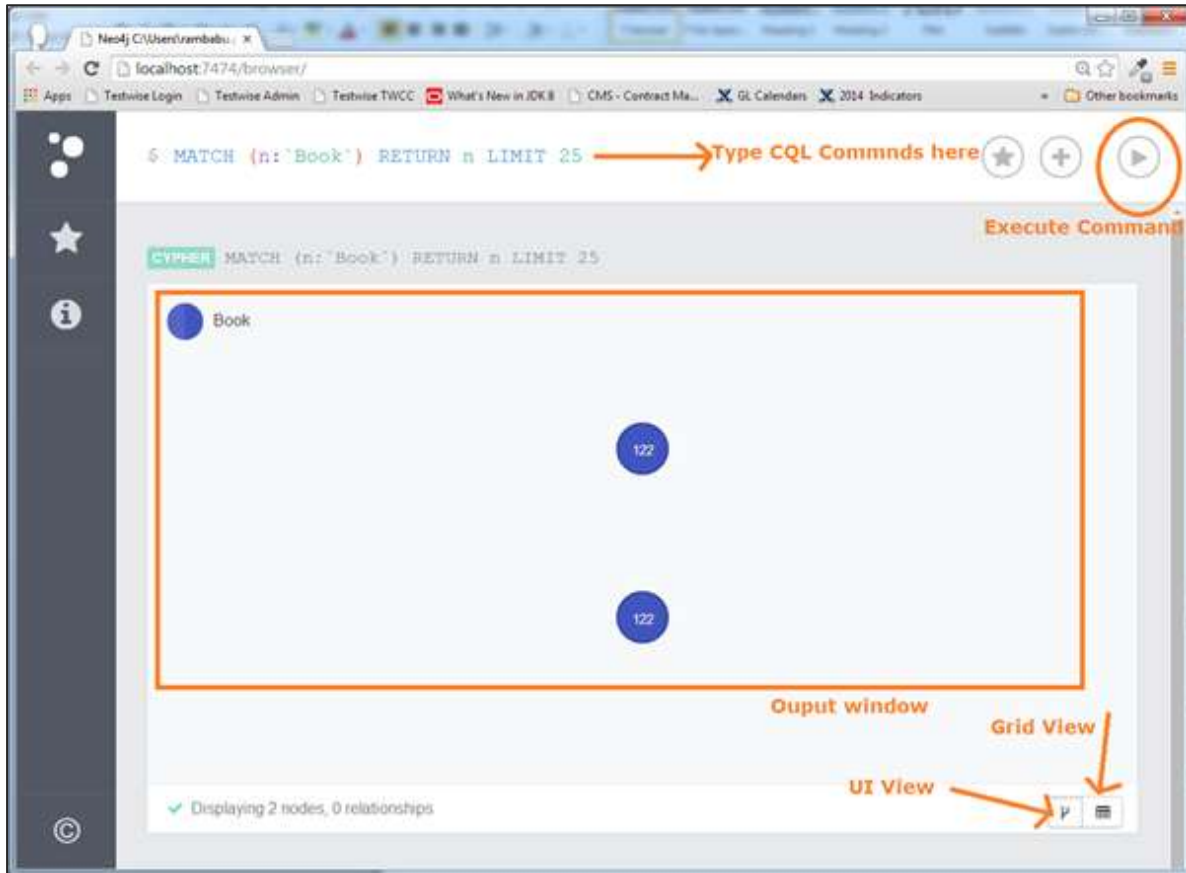 Neo4j C:\Users\rambabu
localhost:7474/browser/
Apps Testwise Login Testwise Admin Testwise TWCC What's New in JDK 8 CMS - Contract Ma... GL Calendars 2014 Indicators » Other bookmarks
$ MATCH (n:`Book`) RETURN n LIMIT 25
Type CQL Commnds here
Execute Command
CYPHER MATCH (n:`Book`) RETURN n LIMIT 25
Book
122
122
Ouput window
Grid View
UI View
Displaying 2 nodes, 0 relationships